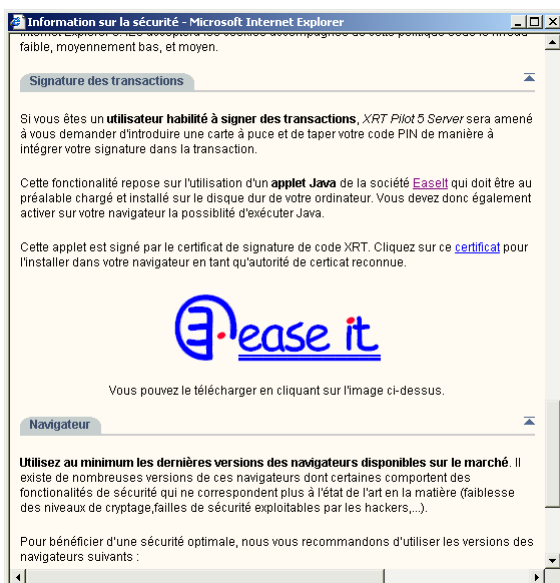 Information sur la sécurité - Microsoft Internet Explorer
faible, moyennement bas, et moyen.
Signature des transactions
Si vous êtes un utilisateur habilité à signer des transactions, XRT Pilot 5 Server sera amené
à vous demander d'introduire une carte à puce et de taper votre code PIN de manière à
intégrer votre signature dans la transaction.
Cette fonctionalité repose sur l'utilisation d'un applet Java de la société EaseIt qui doit être au
préalable chargé et installé sur le disque dur de votre ordinateur. Vous devez donc également
activer sur votre navigateur la possiblité d'exécuter Java.
Cette applet est signé par le certificat de signature de code XRT. Cliquez sur ce certificat pour
l'installer dans votre navigateur en tant qu'autorité de certicat reconnue.
ease it
Vous pouvez le télécharger en cliquant sur l'image ci-dessus.
Navigateur
Utilisez au minimum les dernières versions des navigateurs disponibles sur le marché. Il
existe de nombreuses versions de ces navigateurs dont certaines comportent des
fonctionalités de sécurité qui ne correspondent plus à l'état de l'art en la matière (faiblesse
des niveaux de cryptage,failles de sécurité exploitables par les hackers,...).
Pour bénéficier d'une sécurité optimale, nous vous recommandons d'utiliser les versions des
navigateurs suivants :